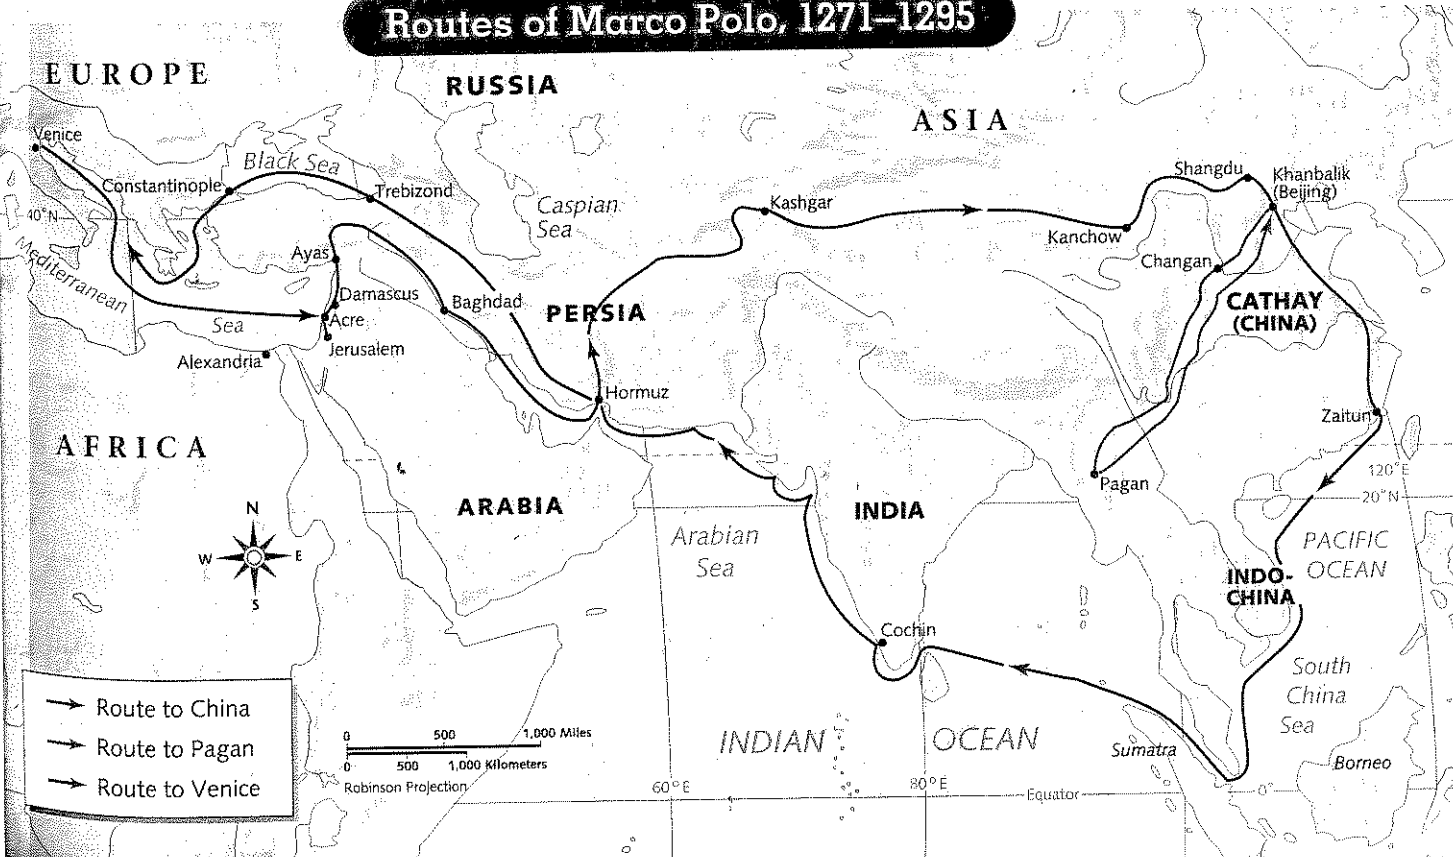 Routes of Marco Polo, 1271–1295
EUROPE
RUSSIA
ASIA
Venice
Black Sea
Constantinople
Trebizond
Shangdu
Khanbalik
(Beijing)
40°N
Caspian
Sea
Kashgar
Kanchow
Mediterranean
Sea
Ayas
Changan
Damascus
Baghdad
PERSIA
CATHAY
(CHINA)
Acre
Jerusalem
Alexandria
Hormuz
Zaitun
AFRICA
120°E
20°N
Pagan
ARABIA
INDIA
N
W
E
S
Arabian
Sea
PACIFIC
OCEAN
INDO-
CHINA
Cochin
South
China
Sea
Route to China
Route to Pagan
Route to Venice
0 500 1,000 Miles
0 500 1,000 Kilometers
Robinson Projection
INDIAN OCEAN
Sumatra
Borneo
60°E
80°E
Equator
0°